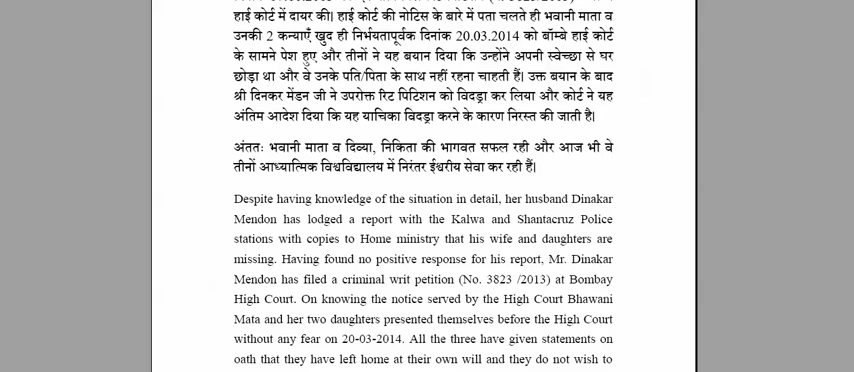 हाई कोर्ट में दायर की। हाई कोर्ट की नोटिस के बारे में पता चलते ही भवानी माता व
उनकी 2 कन्याएँ खुद ही निर्भयतापूर्वक दिनांक 20.03.2014 को बॉम्बे हाई कोर्ट
के सामने पेश हुए और तीनों ने यह बयान दिया कि उन्होंने अपनी स्वेच्छा से घर
छोड़ा था और वे उनके पति/पिता के साथ नहीं रहना चाहती हैं। उक्त बयान के बाद
श्री दिनकर मेंडन जी ने उपरोक्त रिट पिटिशन को विदड्रा कर लिया और कोर्ट ने यह
अंतिम आदेश दिया कि यह याचिका विदड्रा करने के कारण निरस्त की जाती है।
अंततः भवानी माता व दिव्या, निकिता की भागवत सफल रही और आज भी वे
तीनों आध्यात्मिक विश्वविद्यालय में निरंतर ईश्वरीय सेवा कर रही हैं।
Despite having knowledge of the situation in detail, her husband Dinakar
Mendon has lodged a report with the Kalwa and Shantacruz Police
stations with copies to Home ministry that his wife and daughters are
missing. Having found no positive response for his report, Mr. Dinakar
Mendon has filed a criminal writ petition (No. 3823 /2013) at Bombay
High Court. On knowing the notice served by the High Court Bhawani
Mata and her two daughters presented themselves before the High Court
without any fear on 20-03-2014. All the three have given statements on
oath that they have left home at their own will and they do not wish to